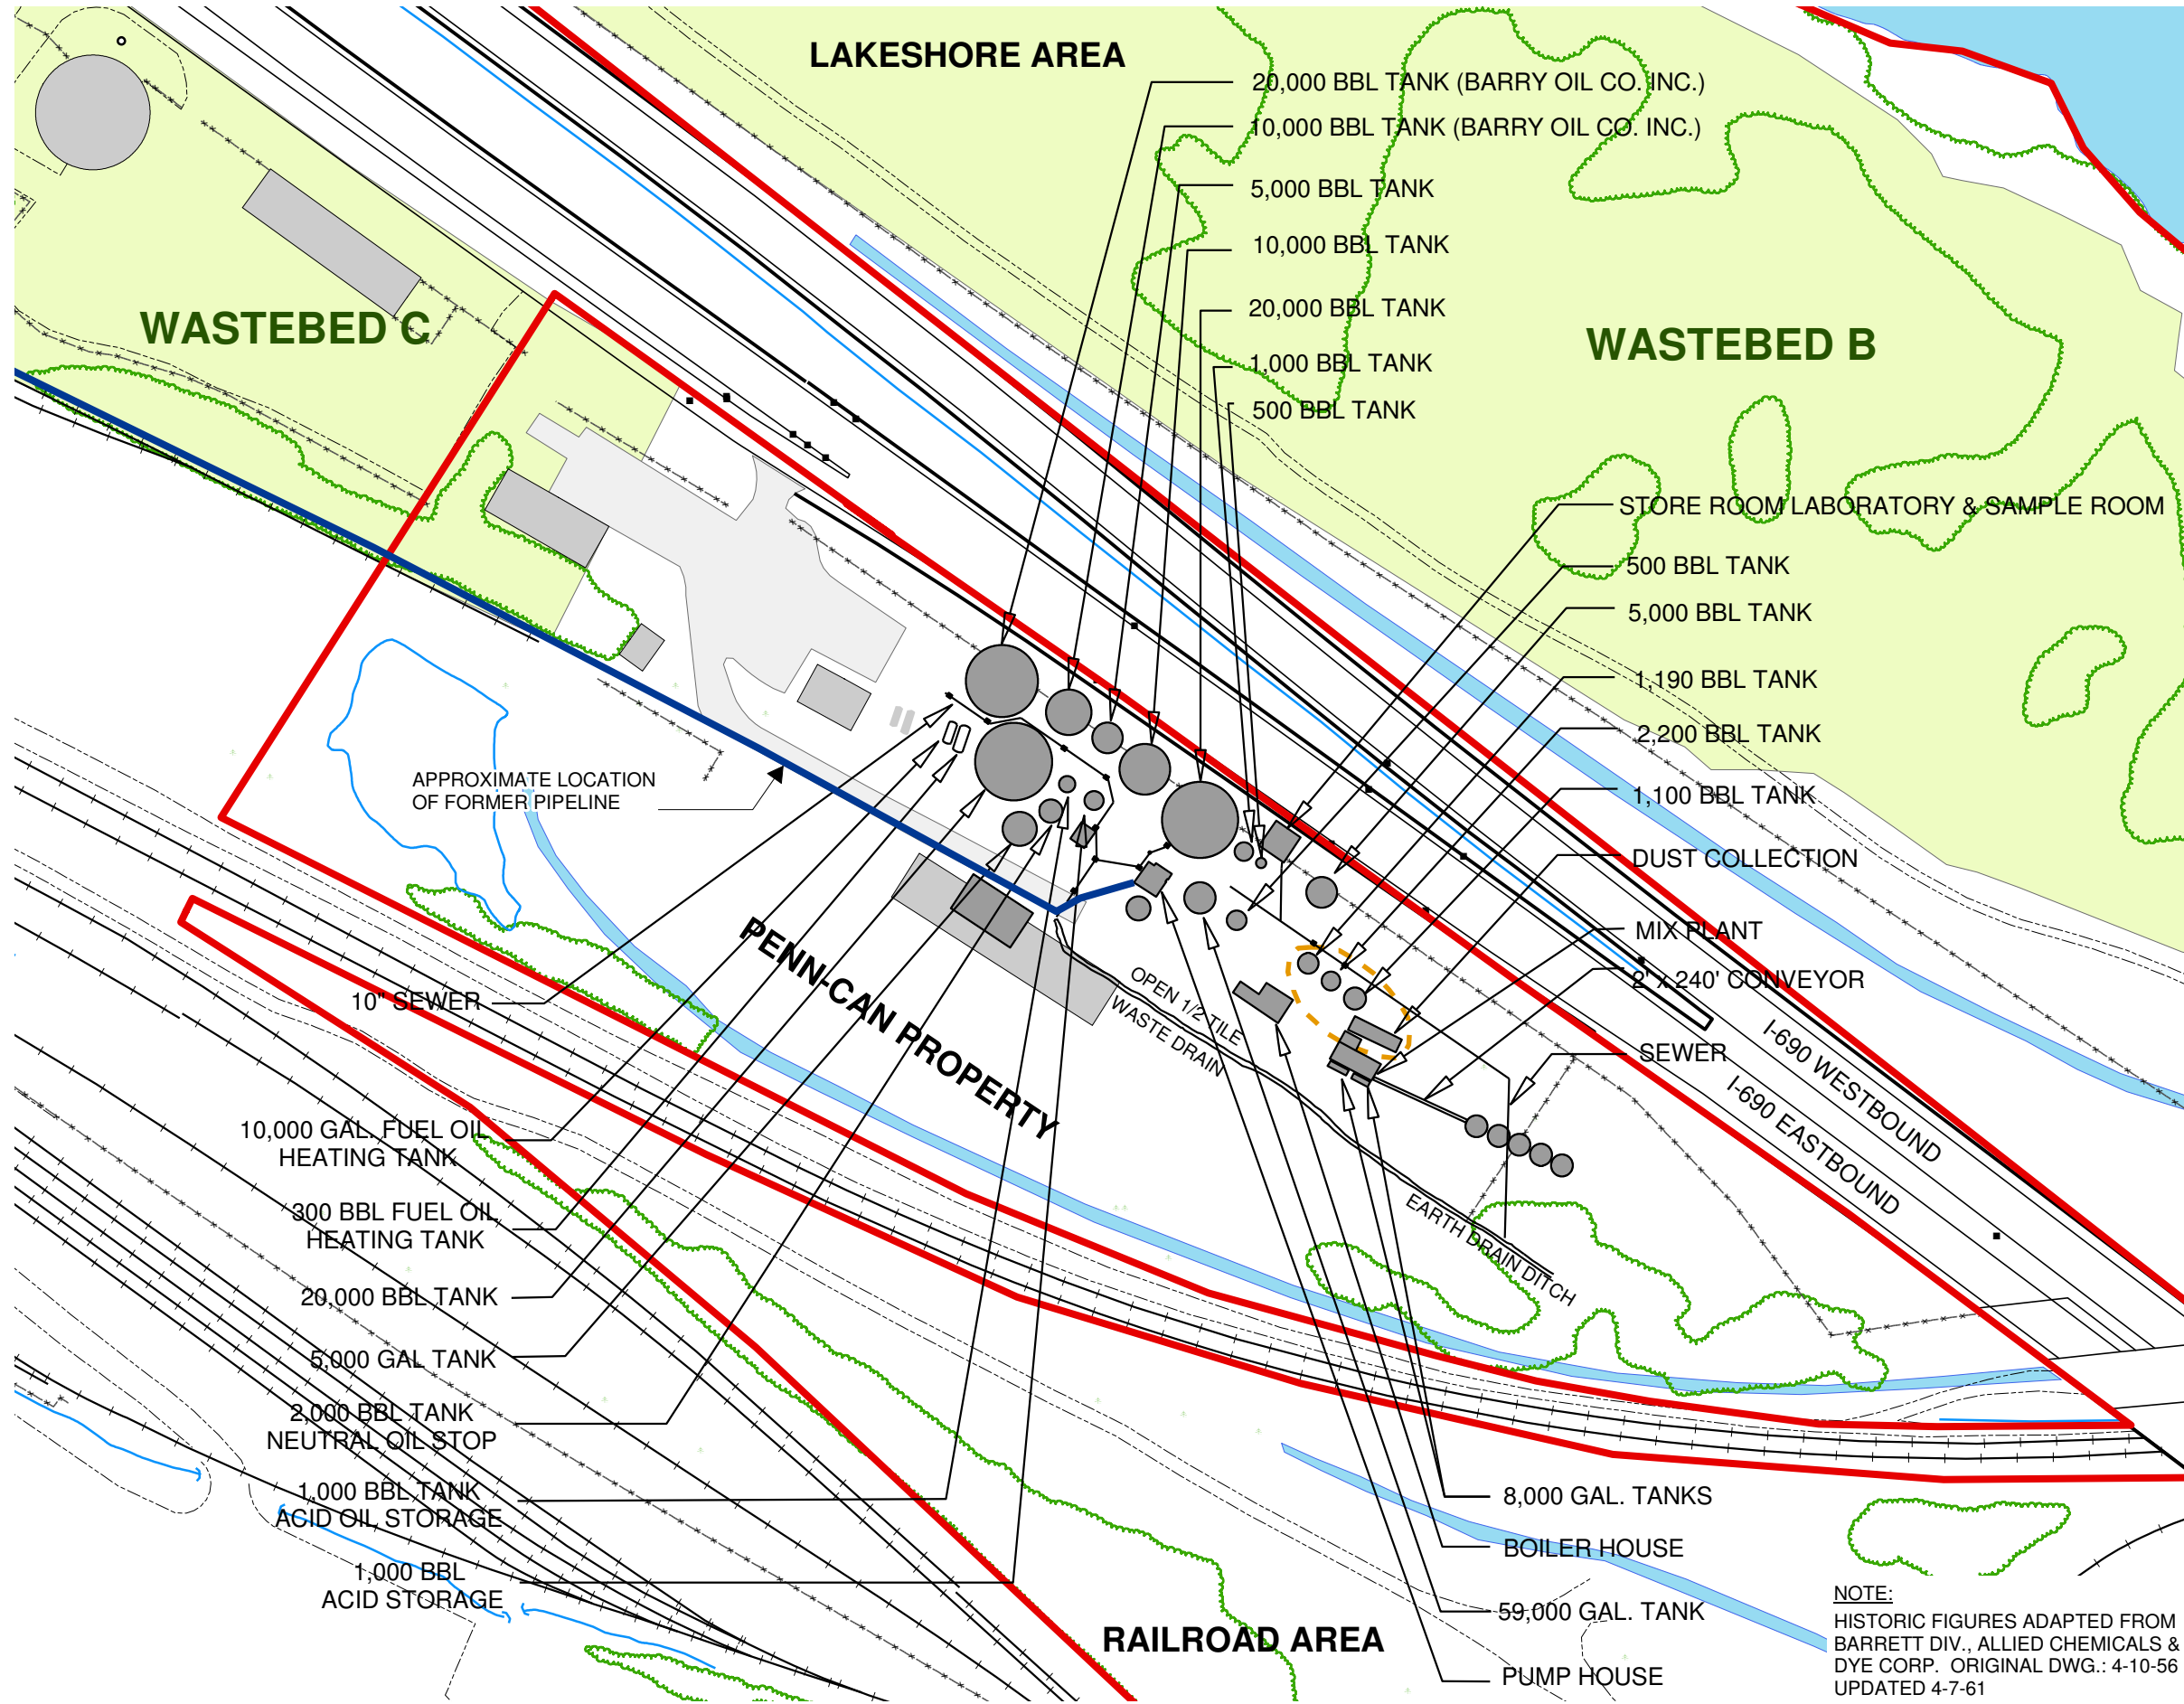 LAKESHORE AREA
20,000 BBL TANK (BARRY OIL CO. INC.)
10,000 BBL TANK (BARRY OIL CO. INC.)
5,000 BBL TANK
10,000 BBL TANK
20,000 BBL TANK
1,000 BBL TANK
500 BBL TANK
WASTEBED C
WASTEBED B
STORE ROOM LABORATORY & SAMPLE ROOM
500 BBL TANK
5,000 BBL TANK
1,190 BBL TANK
2,200 BBL TANK
1,100 BBL TANK
DUST COLLECTION
MIX PLANT
2' x 240' CONVEYOR
SEWER
I-690 WESTBOUND
I-690 EASTBOUND
APPROXIMATE LOCATION
OF FORMER PIPELINE
PENN-CAN PROPERTY
OPEN 1/2 TILE
WASTE DRAIN
EARTH DRAIN DITCH
10" SEWER
10,000 GAL. FUEL OIL
HEATING TANK
300 BBL FUEL OIL
HEATING TANK
20,000 BBL TANK
5,000 GAL TANK
2,000 BBL TANK
NEUTRAL OIL STOP
1,000 BBL TANK
ACID OIL STORAGE
1,000 BBL
ACID STORAGE
8,000 GAL. TANKS
BOILER HOUSE
59,000 GAL. TANK
PUMP HOUSE
RAILROAD AREA
NOTE:
HISTORIC FIGURES ADAPTED FROM
BARRETT DIV., ALLIED CHEMICALS &
DYE CORP. ORIGINAL DWG.: 4-10-56
UPDATED 4-7-61